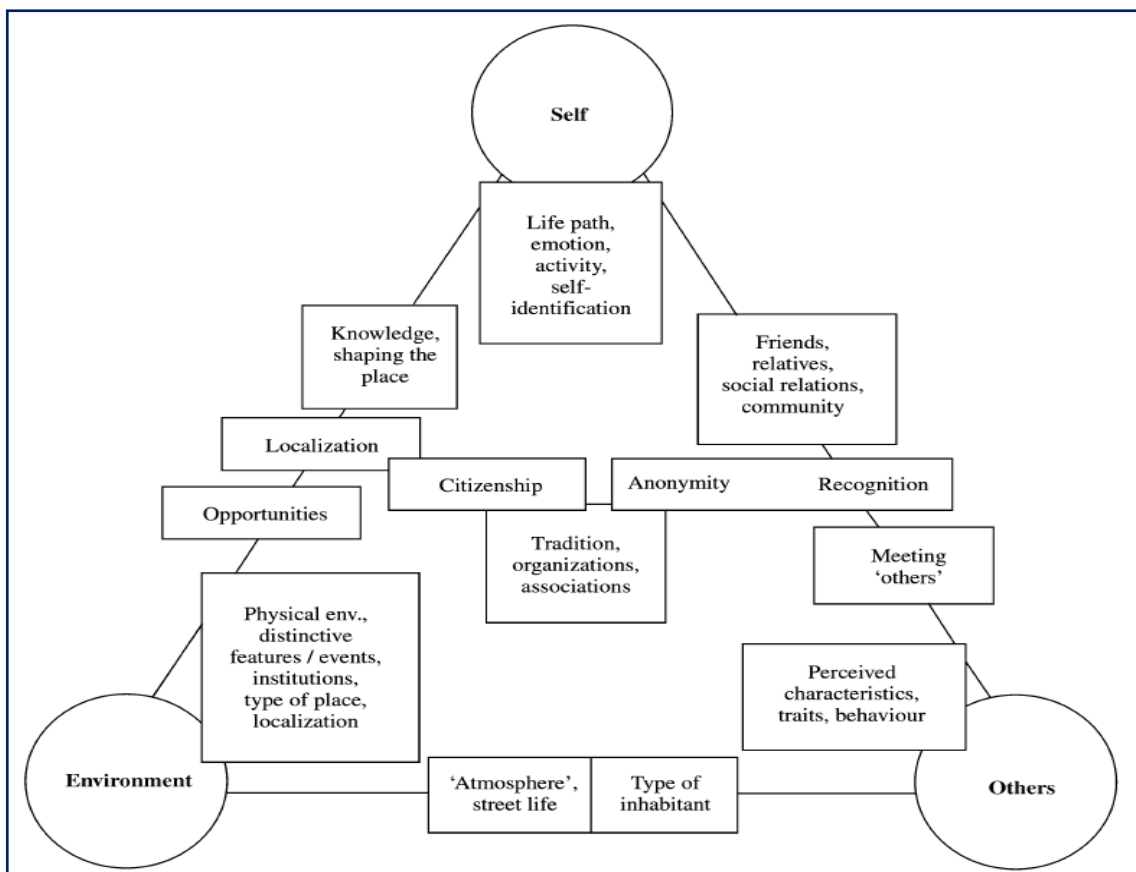 Self
Life path,
emotion,
activity,
self-
identification
Knowledge,
shaping the
place
Friends,
relatives,
social relations,
community
Localization
Citizenship
Anonymity Recognition
Opportunities
Tradition,
organizations,
associations
Meeting
‘others’
Physical env.,
distinctive
features / events,
institutions,
type of place,
localization
Perceived
characteristics,
traits, behaviour
Environment
‘Atmosphere’,
street life
Type of
inhabitant
Others